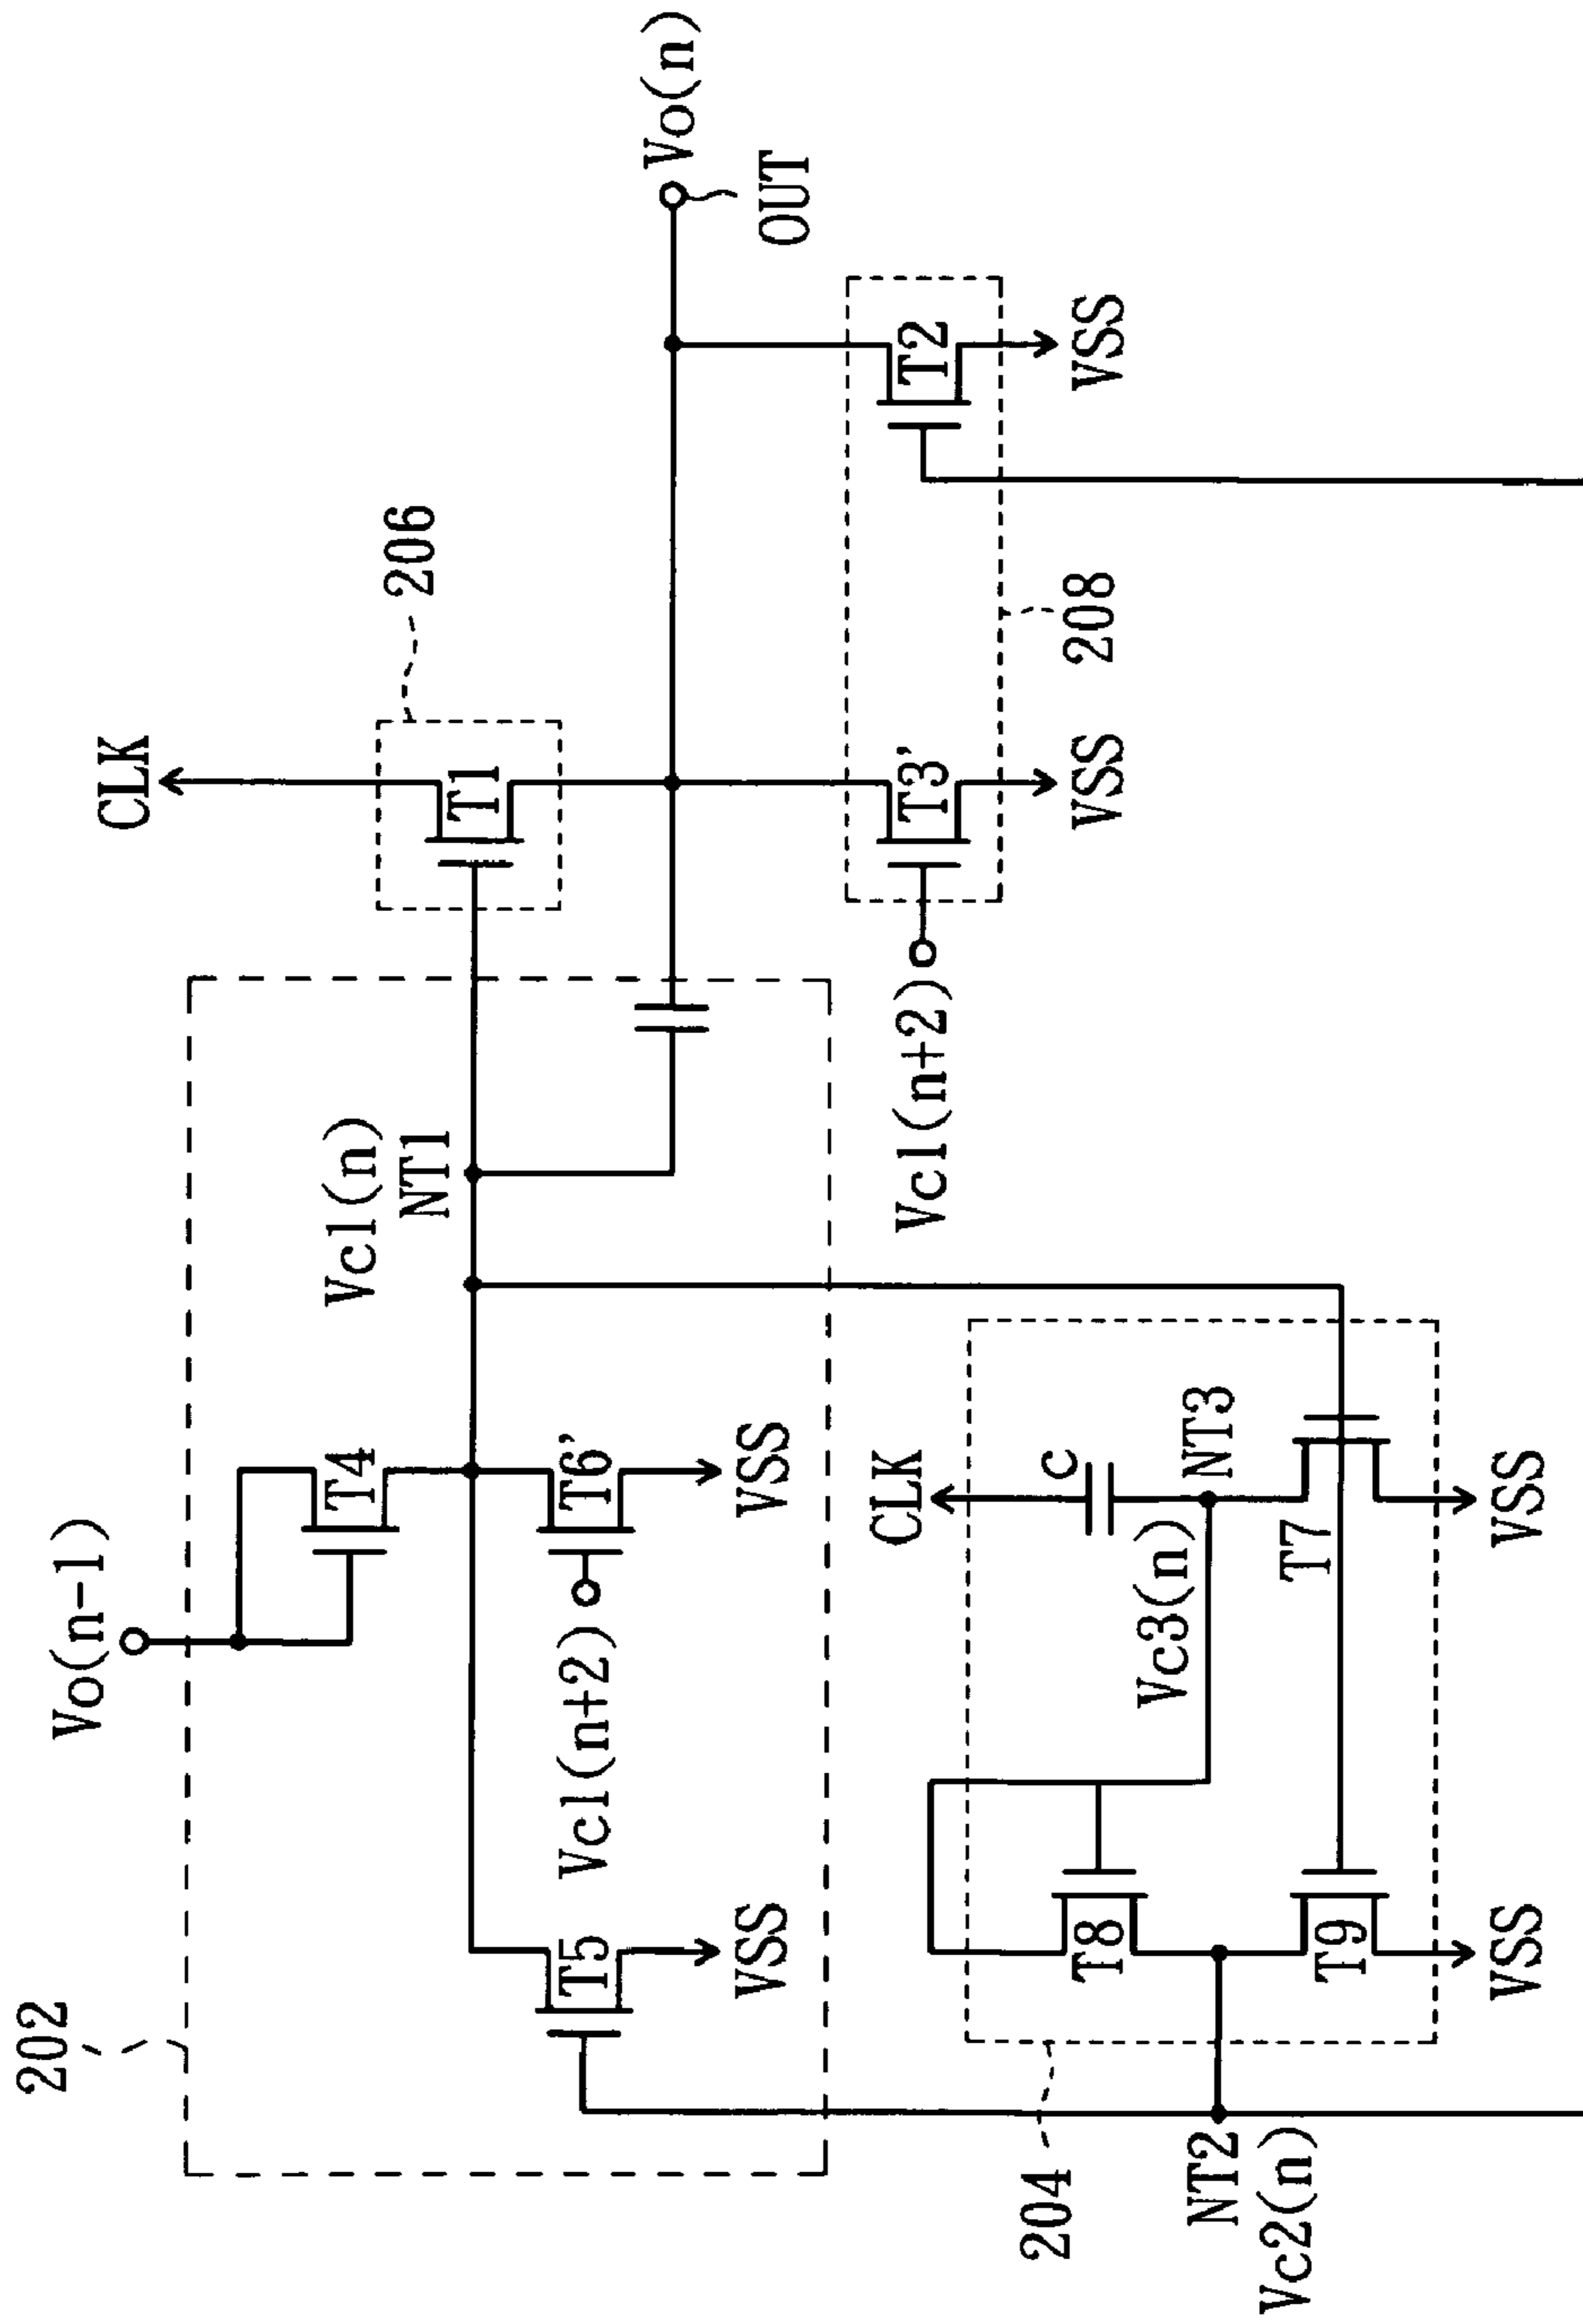 202
Vo(n-1)
T4
Vc1(n)
NT1
T5
T6'
Vc1(n+2)
VSS
VSS
CLK
206
T1
Vo(n)
OUT
T3'
T2
Vc1(n+2)
VSS
208
VSS
204
CLK
C
NT3
Vc3(n)
T7
T8
T9
NT2
Vc2(n)
VSS
VSS